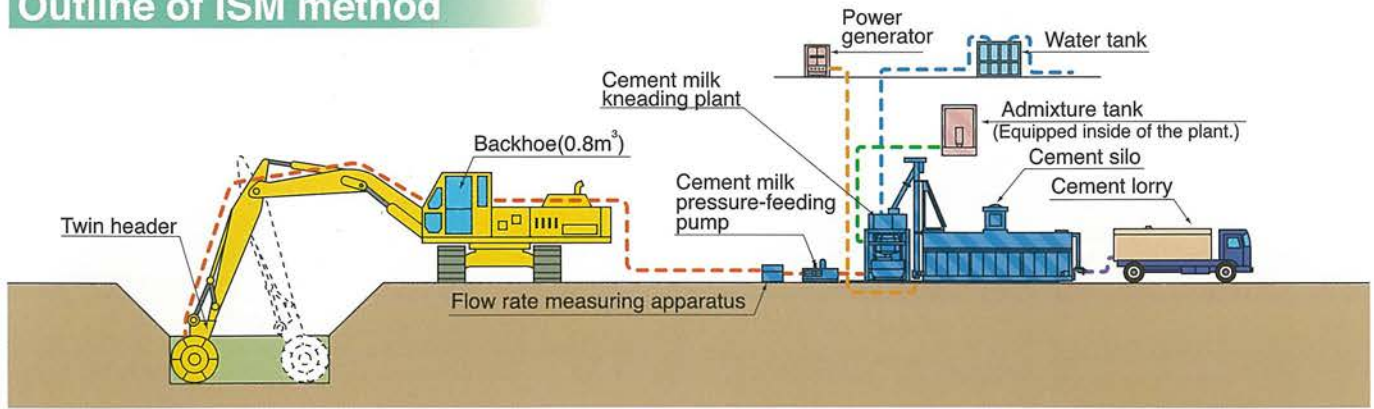 Outline of ISM method
Power
generator
Water tank
Cement milk
kneading plant
Admixture tank
(Equipped inside of the plant.)
Backhoe(0.8m³)
Cement silo
Cement milk
pressure-feeding
pump
Cement lorry
Twin header
Flow rate measuring apparatus